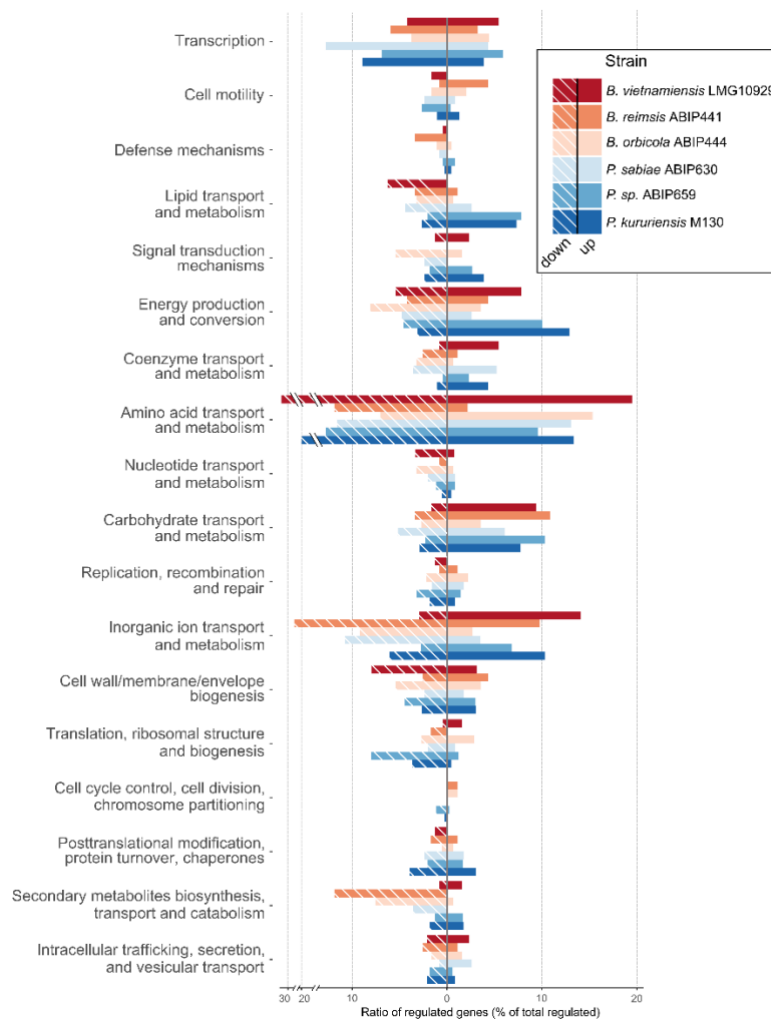 Transcription
Cell motility
Defense mechanisms
Lipid transport
and metabolism
Signal transduction
mechanisms
Energy production
and conversion
Coenzyme transport
and metabolism
Amino acid transport
and metabolism
Nucleotide transport
and metabolism
Carbohydrate transport
and metabolism
Replication, recombination
and repair
Inorganic ion transport
and metabolism
Cell wall/membrane/envelope
biogenesis
Translation, ribosomal structure
and biogenesis
Cell cycle control, cell division,
chromosome partitioning
Posttranslational modification,
protein turnover, chaperones
Secondary metabolites biosynthesis,
transport and catabolism
Intracellular trafficking, secretion,
and vesicular transport
30 20 10 0 10 20
Ratio of regulated genes (% of total regulated)
Strain
B. vietnamiensis LMG10929
B. reimsis ABIP441
B. orbicola ABIP444
P. sabiae ABIP630
P. sp. ABIP659
P. kururiensis M130
down up